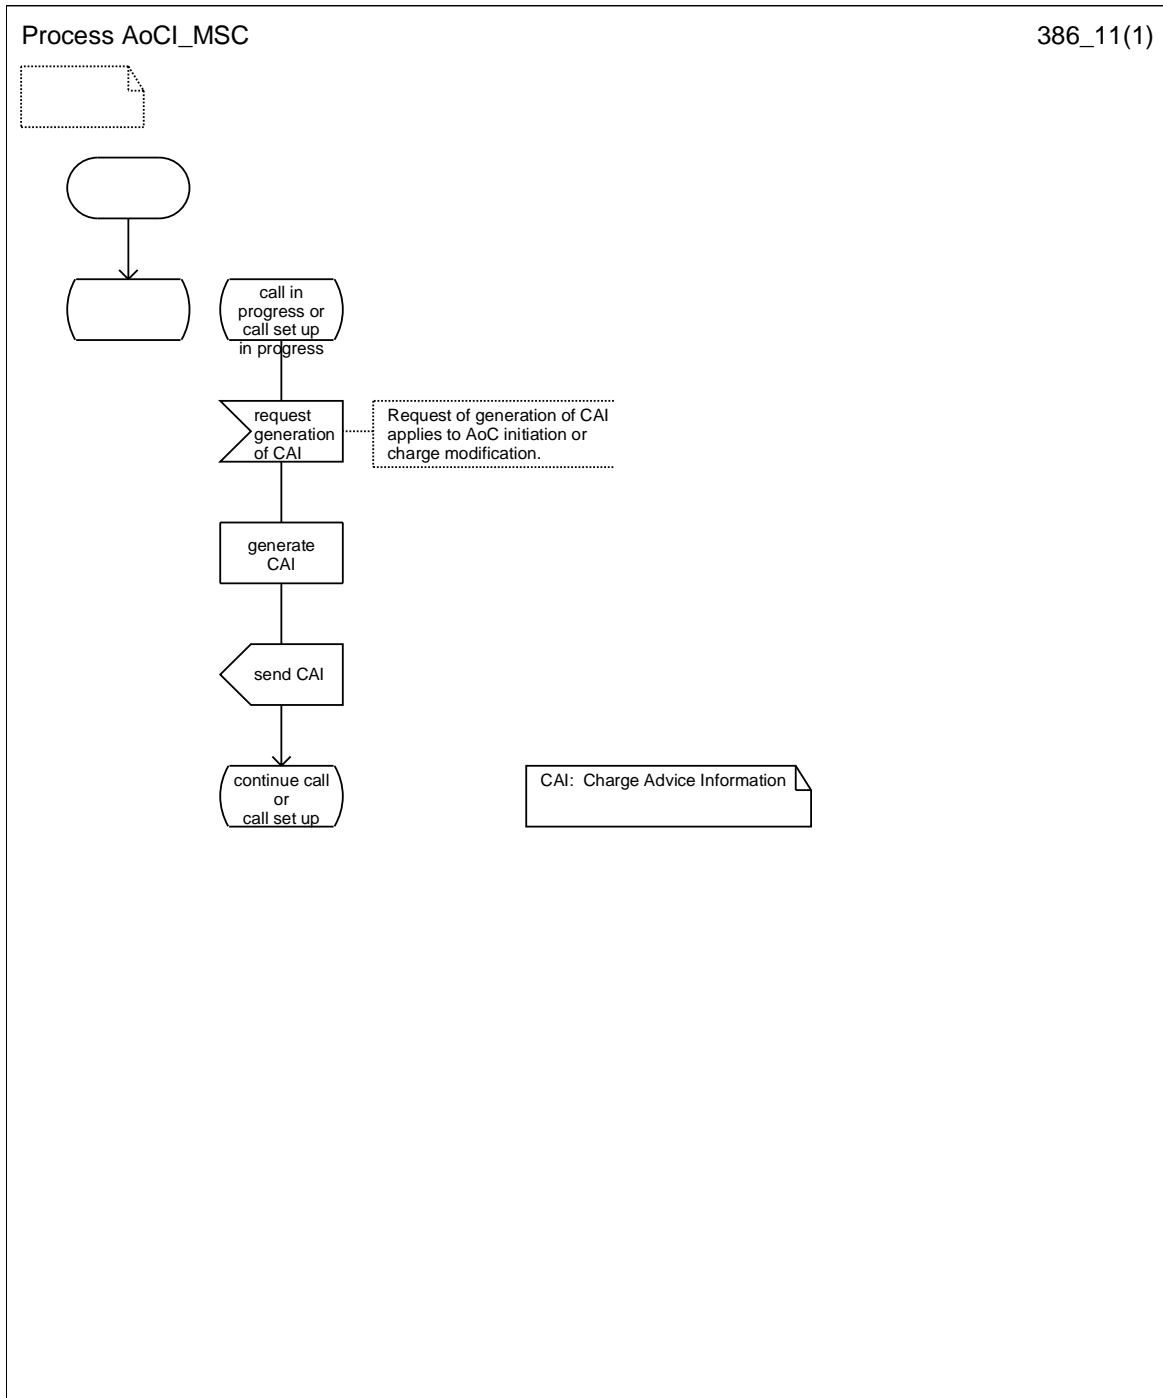 Process AoCI_MSC
386_11(1)
call in
progress or
call set up
in progress
request
generation
of CAI
Request of generation of CAI
applies to AoC initiation or
charge modification.
generate
CAI
send CAI
continue call
or
call set up
CAI:  Charge Advice Information